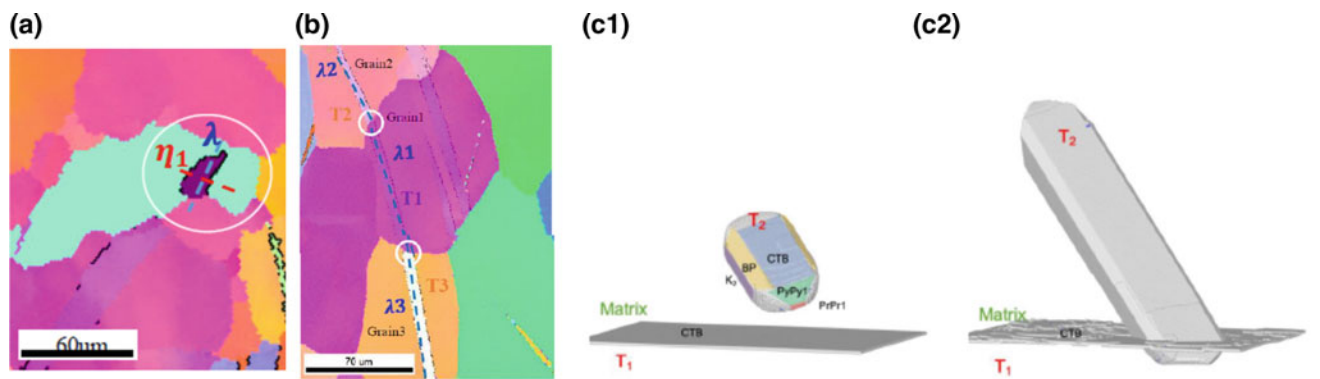 (a)
λ
η1
60um
(b)
λ2
Grain2
T2
Grain1
λ1
T1
T3
λ3
Grain3
70 um
(c1)
T2
CTB
BP
K2
PyPy1
PrPr1
Matrix
CTB
T1
(c2)
T2
Matrix
CTB
T1